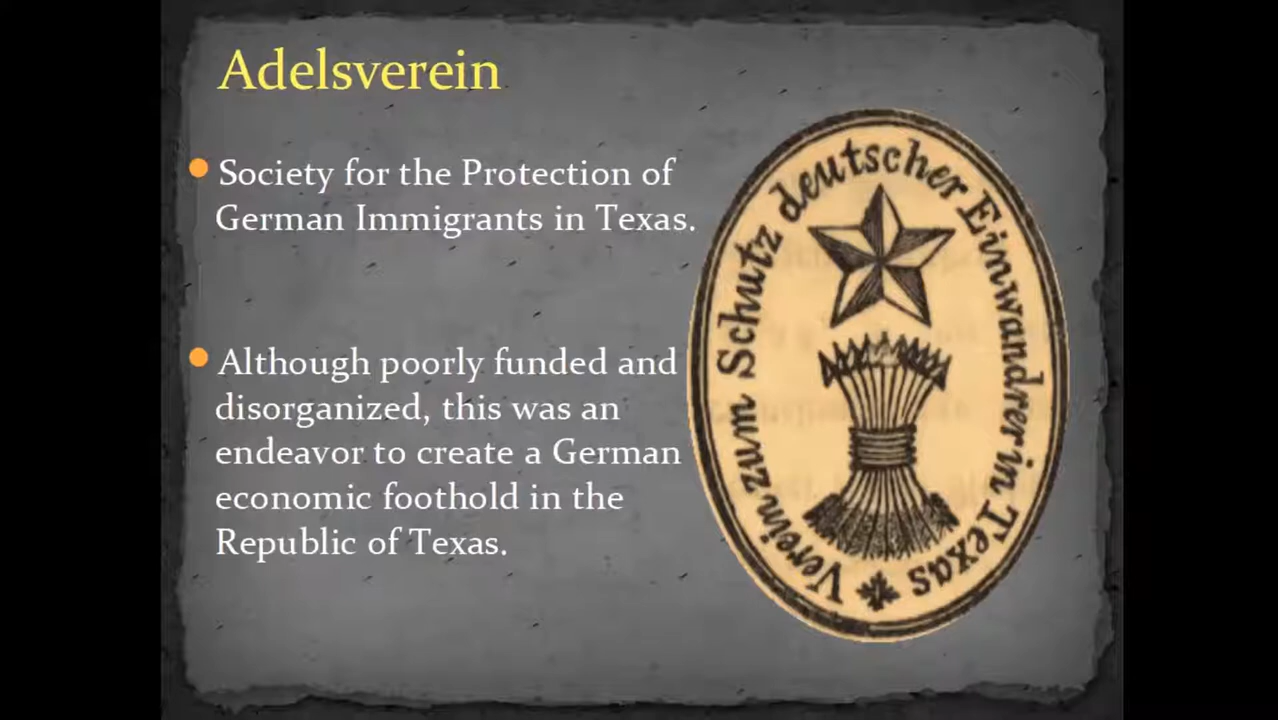 Adelsverein
Society for the Protection of
German Immigrants in Texas.
Although poorly funded and
disorganized, this was an
endeavor to create a German
economic foothold in the
Republic of Texas.
Verein zum Schutz deutscher Einwandrer in Texas